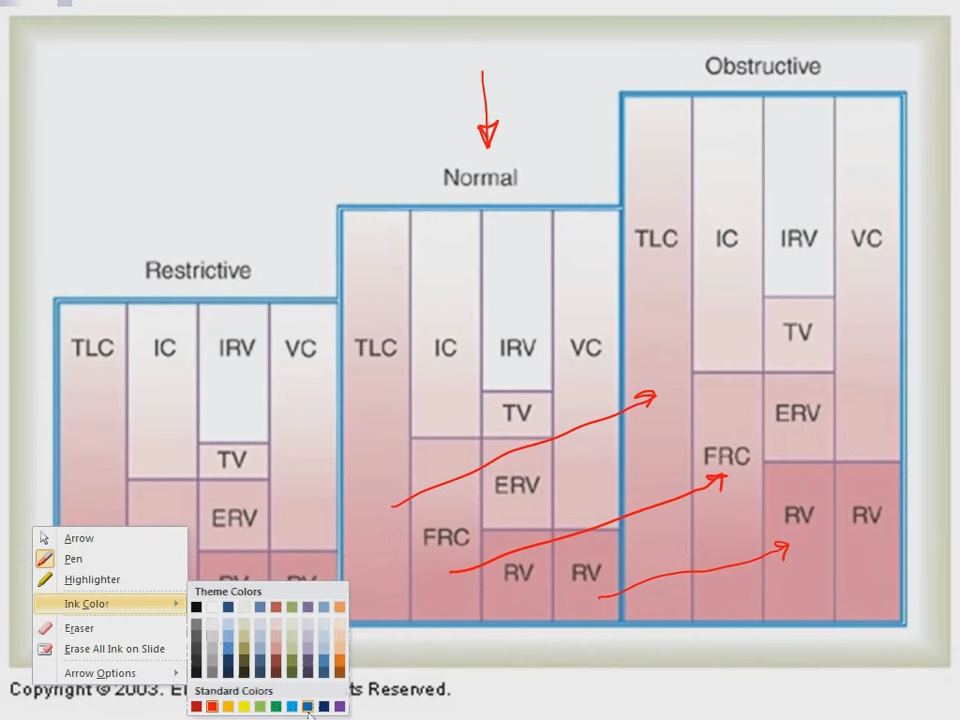 Obstructive
Normal
TLC IC IRV VC
Restrictive
TV
TLC IC IRV VC TLC IC IRV VC
TV ERV
FRC
TV
ERV RV RV
ERV
FRC
Arrow
Pen RV RV
Highlighter
Theme Colors
Ink Color
Eraser
Erase All Ink on Slide
Arrow Options
Standard Colors
Copyright © 2003. ts Reserved.